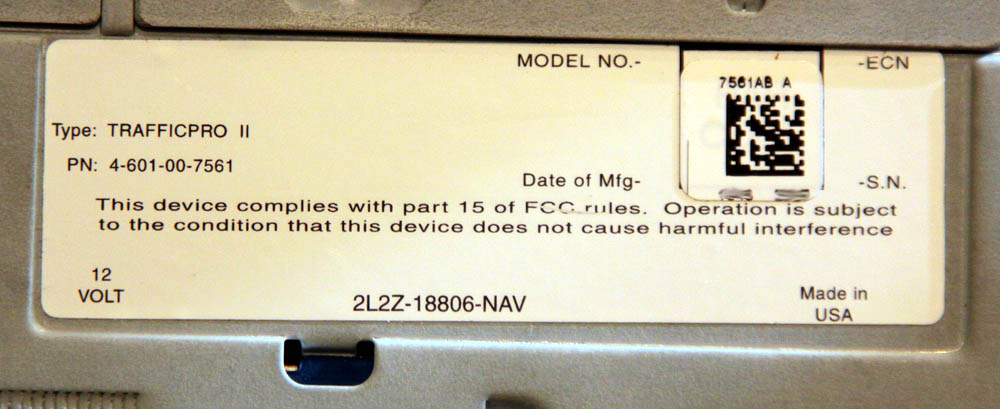 MODEL NO.-
-ECN
7561AB A
Type: TRAFFICPRO II
PN: 4-601-00-7561
Date of Mfg-
-S.N.
This device complies with part 15 of FCC rules. Operation is subject
to the condition that this device does not cause harmful interference
12
VOLT
2L2Z-18806-NAV
Made in
USA